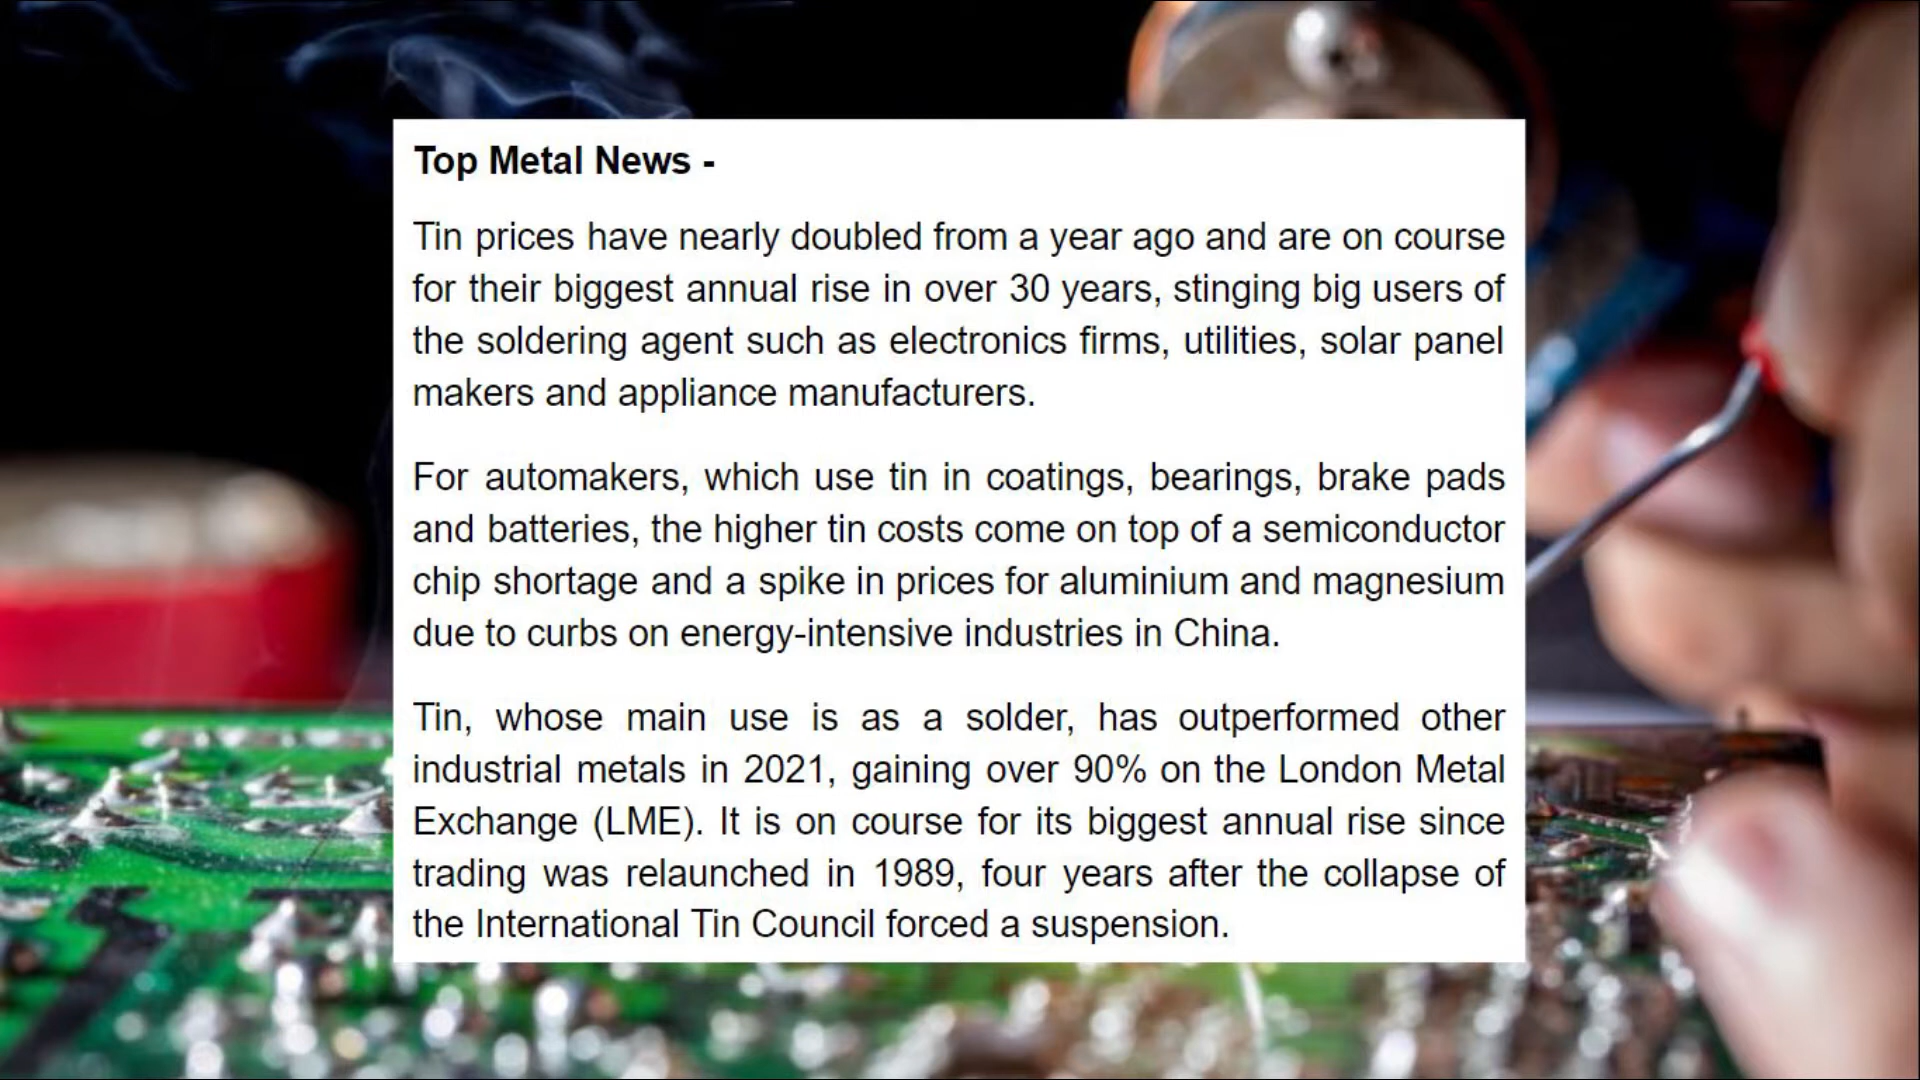 Top Metal News -
Tin prices have nearly doubled from a year ago and are on course
for their biggest annual rise in over 30 years, stinging big users of
the soldering agent such as electronics firms, utilities, solar panel
makers and appliance manufacturers.
For automakers, which use tin in coatings, bearings, brake pads
and batteries, the higher tin costs come on top of a semiconductor
chip shortage and a spike in prices for aluminium and magnesium
due to curbs on energy-intensive industries in China.
Tin, whose main use is as a solder, has outperformed other
industrial metals in 2021, gaining over 90% on the London Metal
Exchange (LME). It is on course for its biggest annual rise since
trading was relaunched in 1989, four years after the collapse of
the International Tin Council forced a suspension.